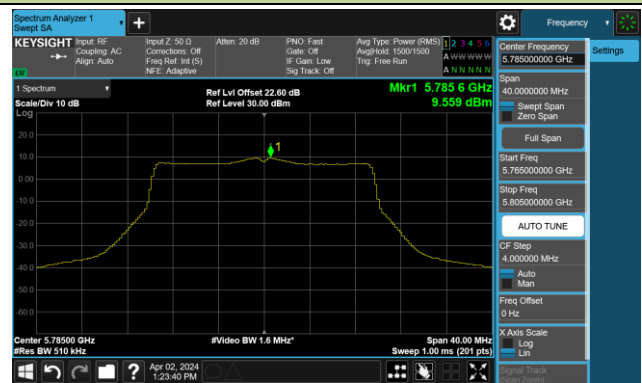 Spectrum Analyzer 1
Swept SA
Frequency
KEYSIGHT
Input: RF
Coupling: AC
Align: Auto
Input Z: 50 Ω
Corrections: Off
Freq Ref: Int (S)
NFE: Adaptive
Atten: 20 dB
PNO: Fast
Gate: Off
IF Gain: Low
Sig Track: Off
Avg Type: Power (RMS)
Avg|Hold: 1500/1500
Trig: Free Run
1 2 3 4 5 6
A W W W W W
A N N N N N
LU
1 Spectrum
Scale/Div 10 dB
Log
Ref Lvl Offset 22.60 dB
Ref Level 30.00 dBm
Mkr1 5.785 6 GHz
9.559 dBm
1
20.0
10.0
0.00
-10.0
-20.0
-30.0
-40.0
-50.0
-60.0
Center 5.78500 GHz
#Res BW 510 kHz
#Video BW 1.6 MHz*
Span 40.00 MHz
Sweep 1.00 ms (201 pts)
Apr 02, 2024
1:23:40 PM
Center Frequency
5.785000000 GHz
Settings
Span
40.0000000 MHz
Swept Span
Zero Span
Full Span
Start Freq
5.765000000 GHz
Stop Freq
5.805000000 GHz
AUTO TUNE
CF Step
4.000000 MHz
Auto
Man
Freq Offset
0 Hz
X Axis Scale
Log
Lin
Signal Track
(Span Zoom)